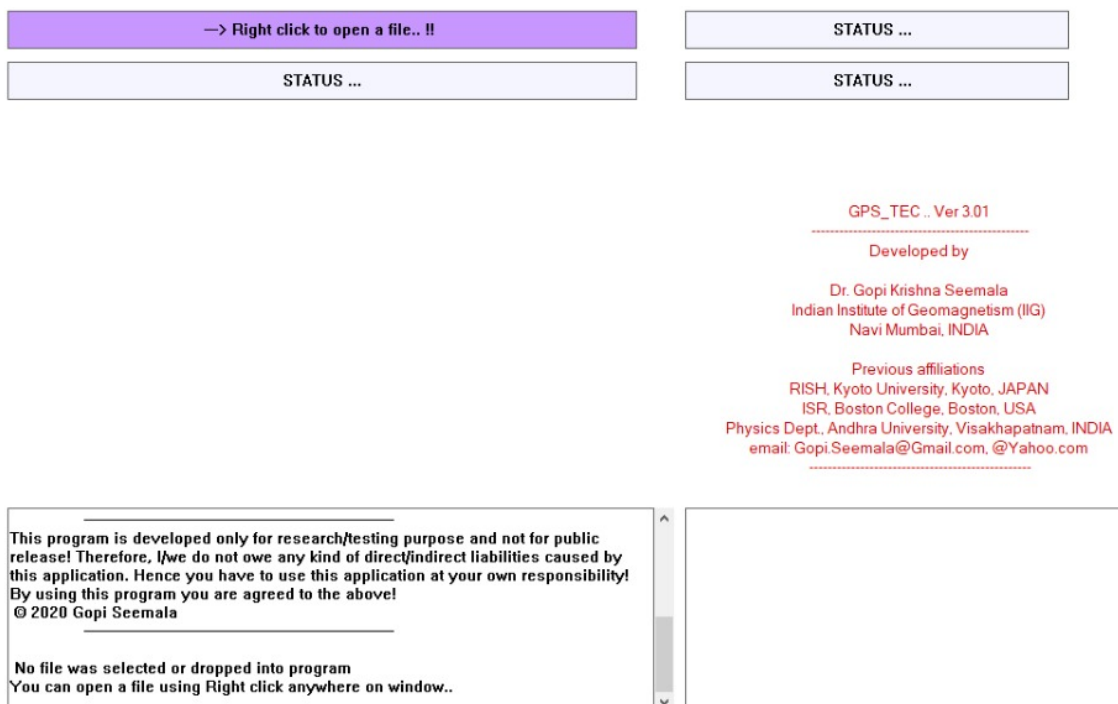 —> Right click to open a file.. !!
STATUS ...
STATUS ...
STATUS ...
GPS_TEC .. Ver 3.01
Developed by
Dr. Gopi Krishna Seemala
Indian Institute of Geomagnetism (IIG)
Navi Mumbai, INDIA
Previous affiliations
RISH, Kyoto University, Kyoto, JAPAN
ISR, Boston College, Boston, USA
Physics Dept., Andhra University, Visakhapatnam, INDIA
email: Gopi.Seemala@Gmail.com, @Yahoo.com
This program is developed only for research/testing purpose and not for public
release! Therefore, I/we do not owe any kind of direct/indirect liabilities caused by
this application. Hence you have to use this application at your own responsibility!
By using this program you are agreed to the above!
© 2020 Gopi Seemala
No file was selected or dropped into program
You can open a file using Right click anywhere on window..